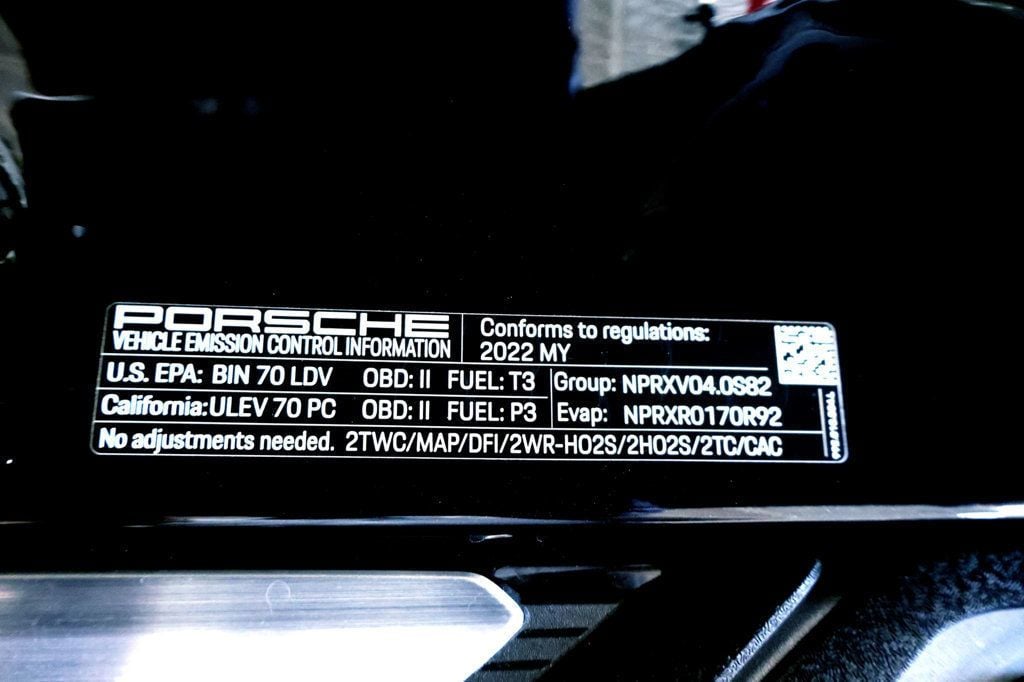 PORSCHE
VEHICLE EMISSION CONTROL INFORMATION
Conforms to regulations:
2022 MY
U.S. EPA: BIN 70 LDV OBD: II FUEL: T3
California: ULEV 70 PC OBD: II FUEL: P3
Group: NPRXV04.0S82
Evap: NPRXR0170R92
No adjustments needed. 2TWC/MAP/DFI/2WR-HO2S/2HO2S/2TC/CAC